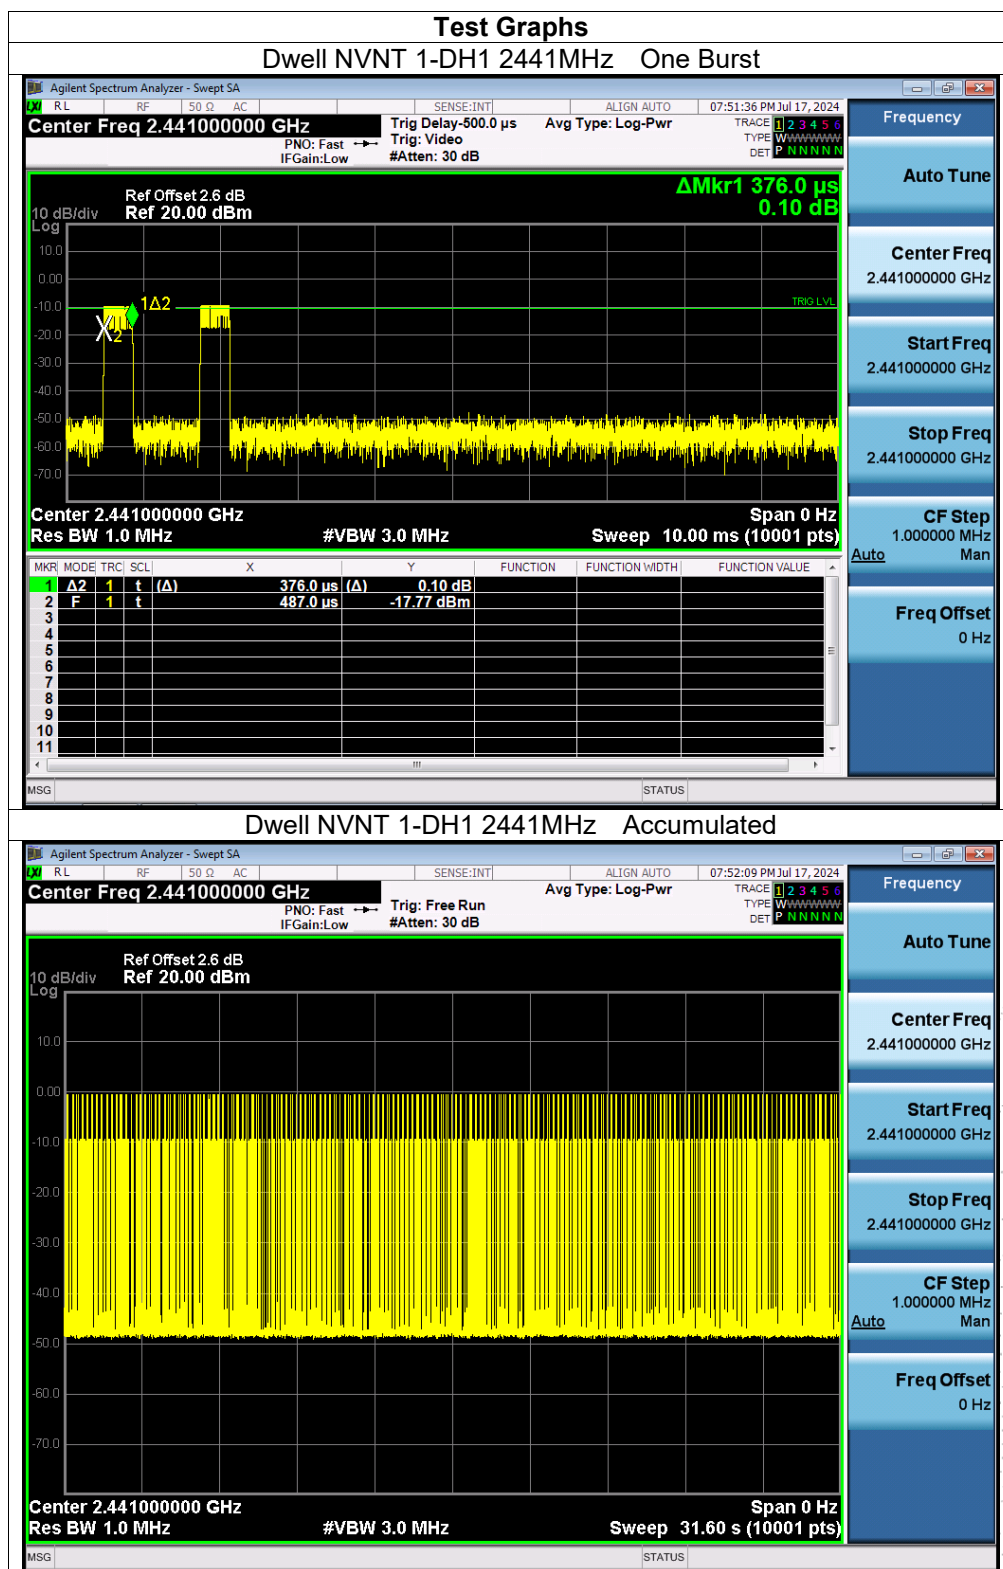 Test Graphs
Dwell NVNT 1-DH1 2441MHz One Burst
Agilent Spectrum Analyzer - Swept SA
LXI RL RF 50 Ω AC SENSE:INT ALIGN AUTO 07:51:36 PM Jul 17, 2024
Center Freq 2.441000000 GHz Trig Delay-500.0 µs Avg Type: Log-Pwr TRACE 1 2 3 4 5 6
PNO: Fast Trig: Video TYPE WWWWWW
IFGain:Low #Atten: 30 dB DET P N N N N N
Frequency
Auto Tune
Center Freq
2.441000000 GHz
Start Freq
2.441000000 GHz
Stop Freq
2.441000000 GHz
CF Step
1.000000 MHz
Auto Man
Freq Offset
0 Hz
ΔMkr1 376.0 µs
0.10 dB
Ref Offset 2.6 dB
10 dB/div Ref 20.00 dBm
Log
10.0
0.00
-10.0
-20.0
-30.0
-40.0
-50.0
-60.0
-70.0
1Δ2
TRIG LVL
X2
Center 2.441000000 GHz Span 0 Hz
Res BW 1.0 MHz #VBW 3.0 MHz Sweep 10.00 ms (10001 pts)
MKR MODE TRC SCL X Y FUNCTION FUNCTION WIDTH FUNCTION VALUE
1 Δ2 1 t (Δ) 376.0 µs (Δ) 0.10 dB
2 F 1 t 487.0 µs -17.77 dBm
3
4
5
6
7
8
9
10
11
MSG STATUS
Dwell NVNT 1-DH1 2441MHz Accumulated
Agilent Spectrum Analyzer - Swept SA
LXI RL RF 50 Ω AC SENSE:INT ALIGN AUTO 07:52:09 PM Jul 17, 2024
Center Freq 2.441000000 GHz Avg Type: Log-Pwr TRACE 1 2 3 4 5 6
PNO: Fast Trig: Free Run TYPE WWWWWW
IFGain:Low #Atten: 30 dB DET P N N N N N
Frequency
Auto Tune
Center Freq
2.441000000 GHz
Start Freq
2.441000000 GHz
Stop Freq
2.441000000 GHz
CF Step
1.000000 MHz
Auto Man
Freq Offset
0 Hz
Ref Offset 2.6 dB
10 dB/div Ref 20.00 dBm
Log
10.0
0.00
-10.0
-20.0
-30.0
-40.0
-50.0
-60.0
-70.0
Center 2.441000000 GHz Span 0 Hz
Res BW 1.0 MHz #VBW 3.0 MHz Sweep 31.60 s (10001 pts)
MSG STATUS